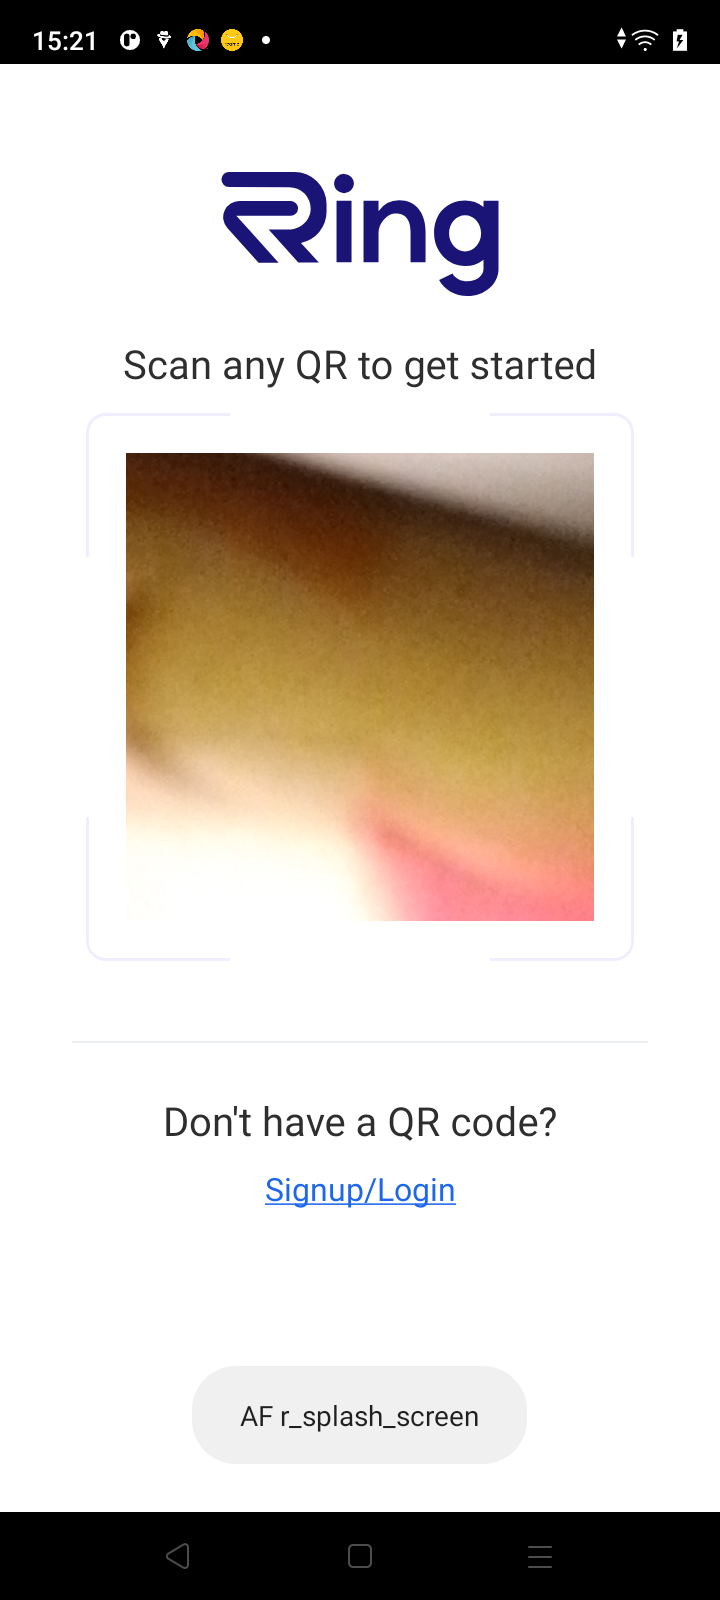 15:21
Ring
Scan any QR to get started
Don't have a QR code?
Signup/Login
AF r_splash_screen